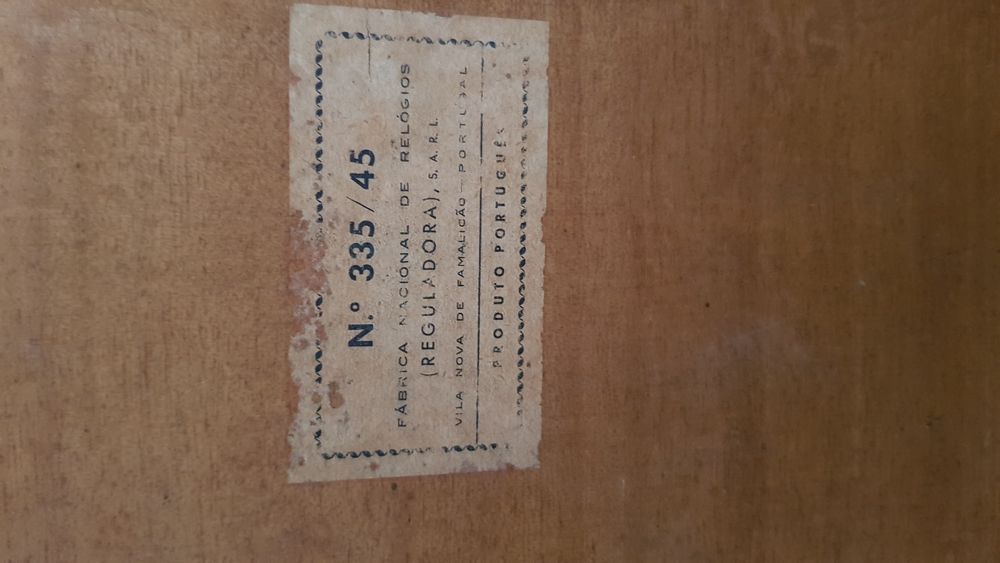 N.º 335/45
FÁBRICA NACIONAL DE RELÓGIOS
(REGULADORA), S. A. R. L.
VILA NOVA DE FAMALICÃO — PORTUGAL
PRODUTO PORTUGUÊS